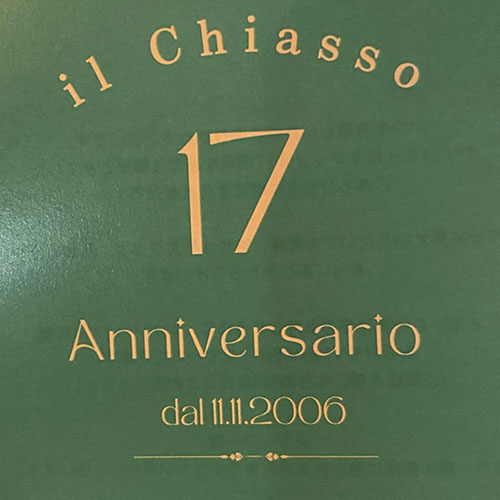 il Chiasso
17
Anniversario
dal 11.11.2006